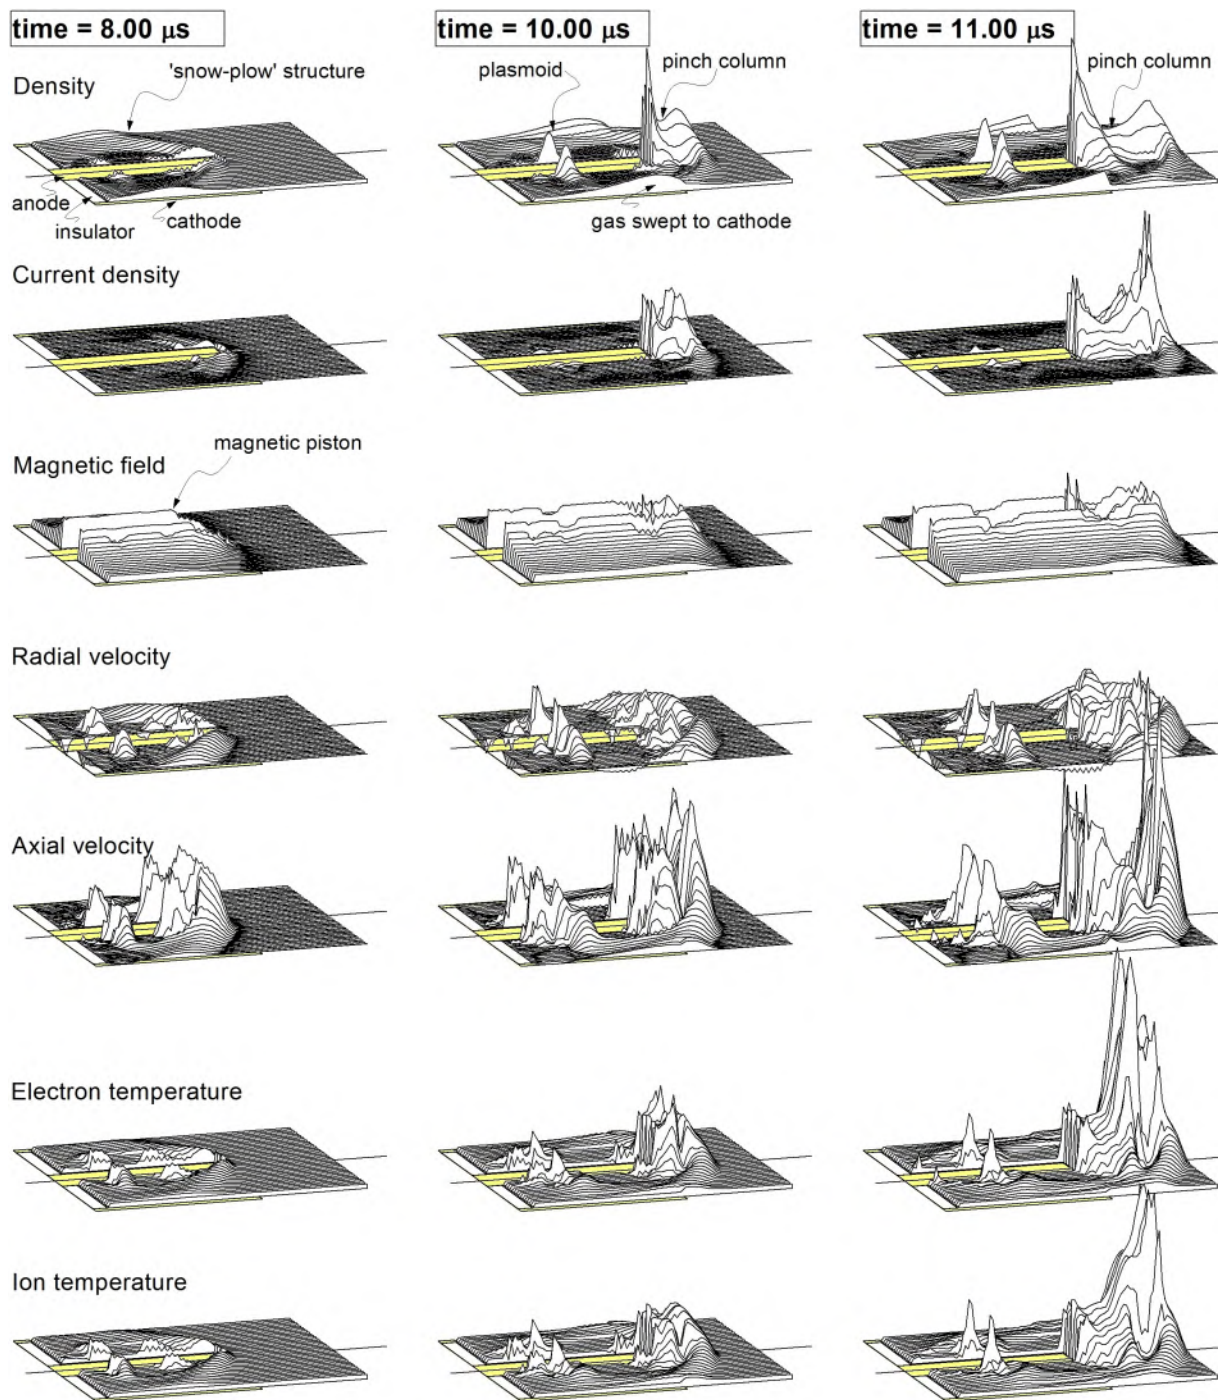 time = 8.00 μs
time = 10.00 μs
time = 11.00 μs
Density
'snow-plow' structure
plasmoid
pinch column
pinch column
anode
insulator
cathode
gas swept to cathode
Current density
Magnetic field
magnetic piston
Radial velocity
Axial velocity
Electron temperature
Ion temperature